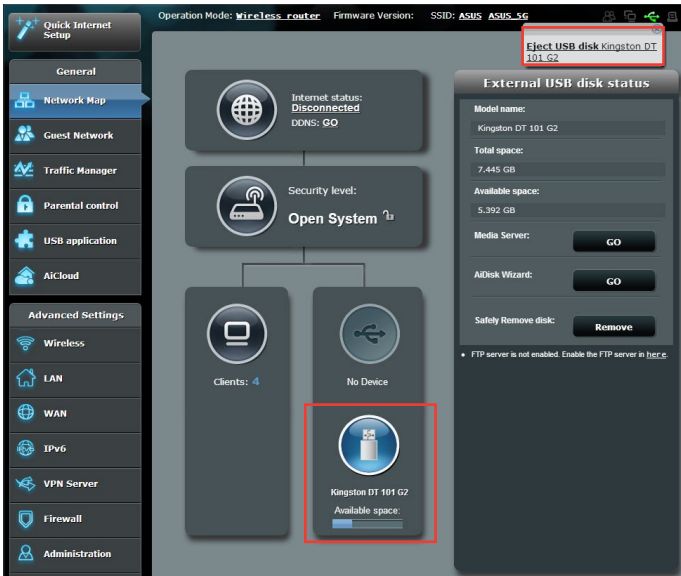 Quick Internet
Setup
Operation Mode: Wireless router Firmware Version: SSID: ASUS ASUS_5G
Eject USB disk Kingston DT
101 G2
General
Network Map
Guest Network
Traffic Manager
Parental control
USB application
AiCloud
Advanced Settings
Wireless
LAN
WAN
IPv6
VPN Server
Firewall
Administration
Internet status:
Disconnected
DDNS: GO
Security level:
Open System
Clients: 4
No Device
Kingston DT 101 G2
Available space:
External USB disk status
Model name:
Kingston DT 101 G2
Total space:
7.445 GB
Available space:
5.392 GB
Media Server: GO
AiDisk Wizard: GO
Safely Remove disk: Remove
FTP server is not enabled. Enable the FTP server in here.